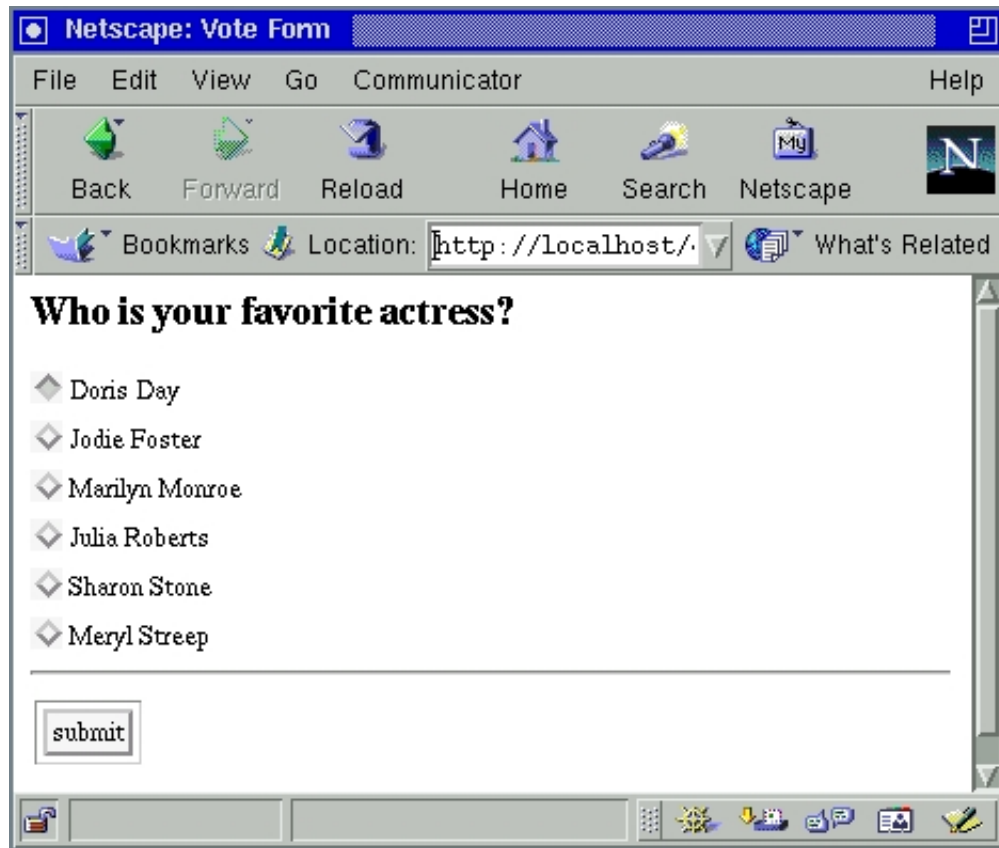 Netscape: Vote Form
File Edit View Go Communicator Help
My N
Back Forward Reload Home Search Netscape
Bookmarks Location: http://localhost/ What's Related
Who is your favorite actress?
Doris Day
Jodie Foster
Marilyn Monroe
Julia Roberts
Sharon Stone
Meryl Streep
submit